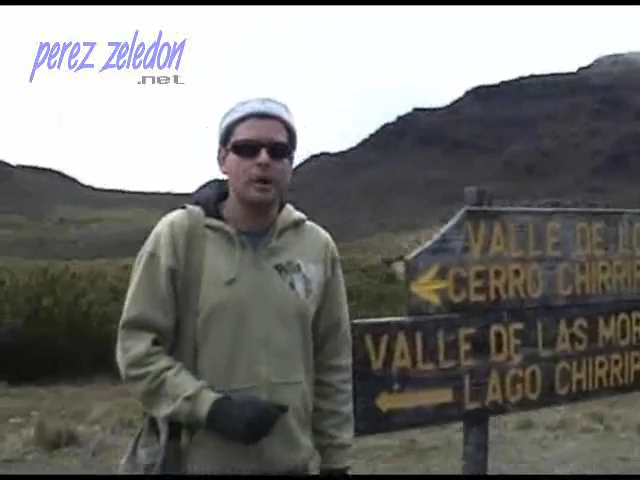 perez zeledon
.net
VALLE DE LO
CERRO CHIRRIP
VALLE DE LAS MOR
LAGO CHIRRIP